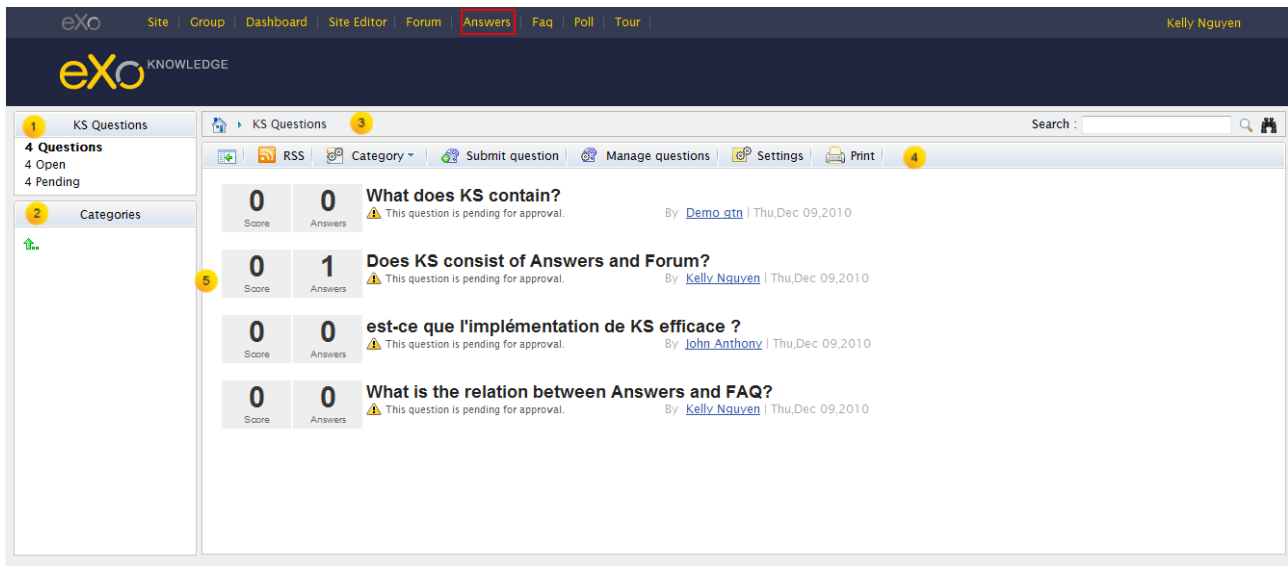 eXo Site Group Dashboard Site Editor Forum Answers Faq Poll Tour Kelly Nguyen
eXo KNOWLEDGE
1 KS Questions
4 Questions
4 Open
4 Pending
2 Categories
KS Questions 3 Search :
RSS Category Submit question Manage questions Settings Print 4
0 Score 0 Answers What does KS contain?
This question is pending for approval. By Demo gtn | Thu,Dec 09,2010
5
0 Score 1 Answers Does KS consist of Answers and Forum?
This question is pending for approval. By Kelly Nguyen | Thu,Dec 09,2010
0 Score 0 Answers est-ce que l'implémentation de KS efficace ?
This question is pending for approval. By John Anthony | Thu,Dec 09,2010
0 Score 0 Answers What is the relation between Answers and FAQ?
This question is pending for approval. By Kelly Nguyen | Thu,Dec 09,2010